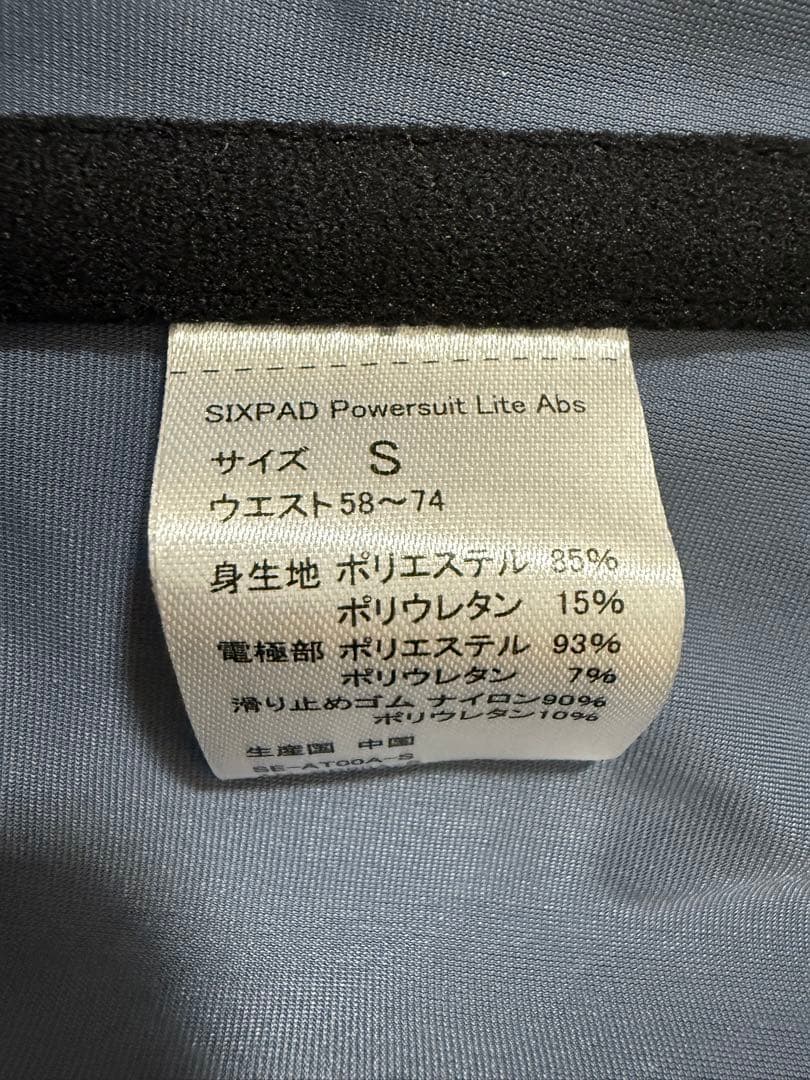 SIXPAD Powersuit Lite Abs
サイズ S
ウエスト58～74
身生地 ポリエステル 85%
ポリウレタン 15%
電極部 ポリエステル 93%
ポリウレタン 7%
滑り止めゴム ナイロン90%
ポリウレタン10%
生産国 中国
SE-AT00A-S